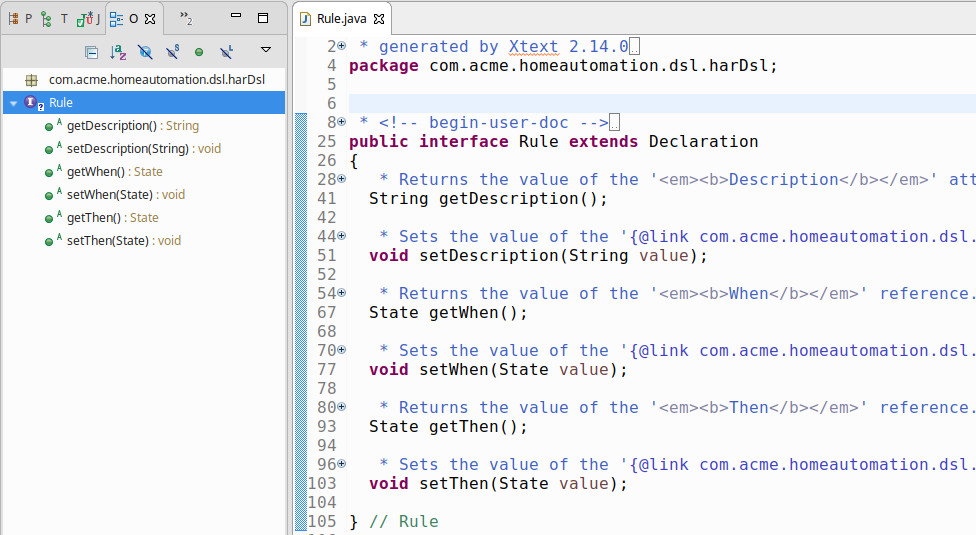 P T J O »2
com.acme.homeautomation.dsl.harDsl
Rule
getDescription() : String
setDescription(String) : void
getWhen() : State
setWhen(State) : void
getThen() : State
setThen(State) : void
Rule.java
2 * generated by Xtext 2.14.0
4 package com.acme.homeautomation.dsl.harDsl;
5
6
8 * <!-- begin-user-doc -->
25 public interface Rule extends Declaration
26 {
28 * Returns the value of the '<em><b>Description</b></em>' att
41 String getDescription();
42
44 * Sets the value of the '{@link com.acme.homeautomation.dsl.
51 void setDescription(String value);
52
54 * Returns the value of the '<em><b>When</b></em>' reference.
67 State getWhen();
68
70 * Sets the value of the '{@link com.acme.homeautomation.dsl.
77 void setWhen(State value);
78
80 * Returns the value of the '<em><b>Then</b></em>' reference.
93 State getThen();
94
96 * Sets the value of the '{@link com.acme.homeautomation.dsl.
103 void setThen(State value);
104
105 } // Rule